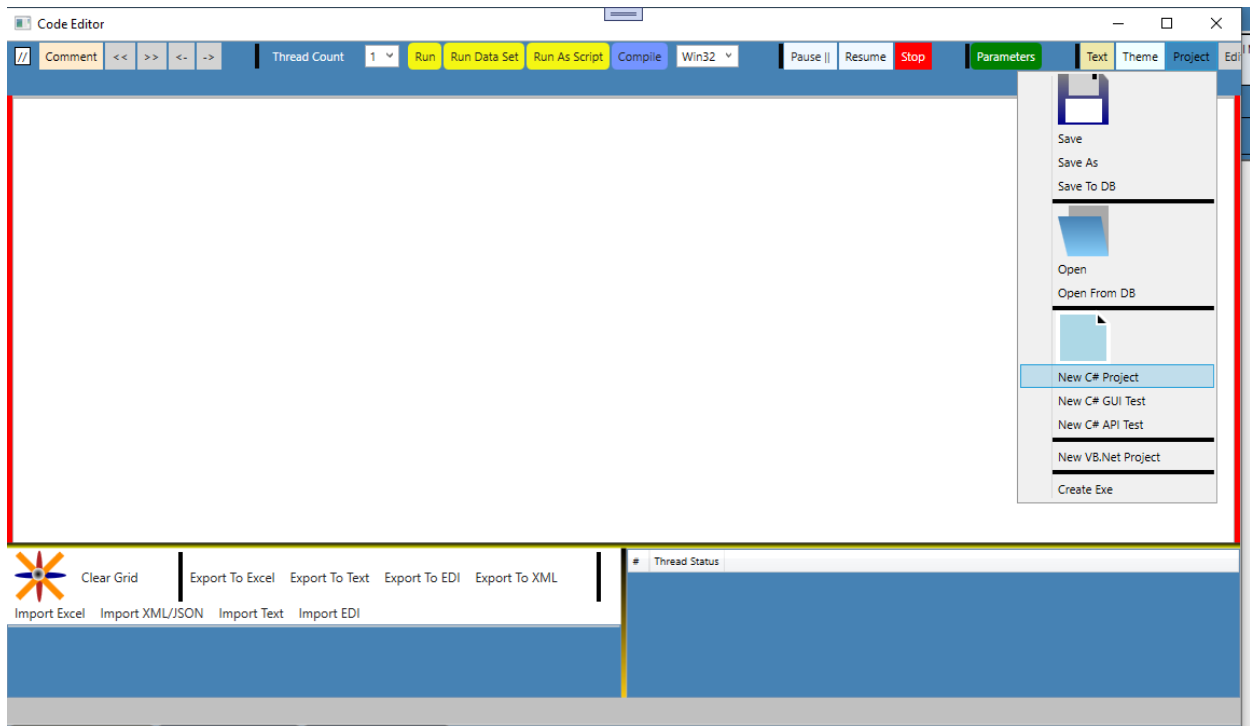 Code Editor
// Comment << >> <- -> Thread Count 1 Run Run Data Set Run As Script Compile Win32 Pause || Resume Stop Parameters Text Theme Project Edi
Save
Save As
Save To DB
Open
Open From DB
New C# Project
New C# GUI Test
New C# API Test
New VB.Net Project
Create Exe
Clear Grid Export To Excel Export To Text Export To EDI Export To XML
Import Excel Import XML/JSON Import Text Import EDI
# Thread Status